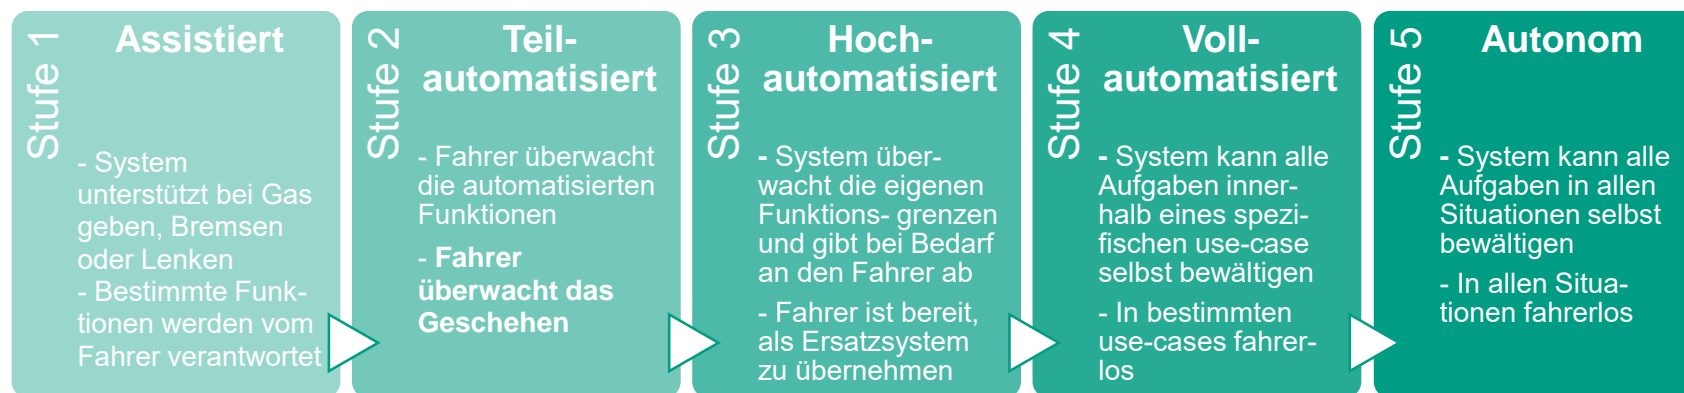 Stufe 1
Assistiert
- System
unterstützt bei Gas
geben, Bremsen
oder Lenken
- Bestimmte Funk-
tionen werden vom
Fahrer verantwortet
Stufe 2
Teil-
automatisiert
- Fahrer überwacht
die automatisierten
Funktionen
- Fahrer
überwacht das
Geschehen
Stufe 3
Hoch-
automatisiert
- System über-
wacht die eigenen
Funktions- grenzen
und gibt bei Bedarf
an den Fahrer ab
- Fahrer ist bereit,
als Ersatzsystem
zu übernehmen
Stufe 4
Voll-
automatisiert
- System kann alle
Aufgaben inner-
halb eines spezi-
fischen use-case
selbst bewältigen
- In bestimmten
use-cases fahrer-
los
Stufe 5
Autonom
- System kann alle
Aufgaben in allen
Situationen selbst
bewältigen
- In allen Situa-
tionen fahrerlos